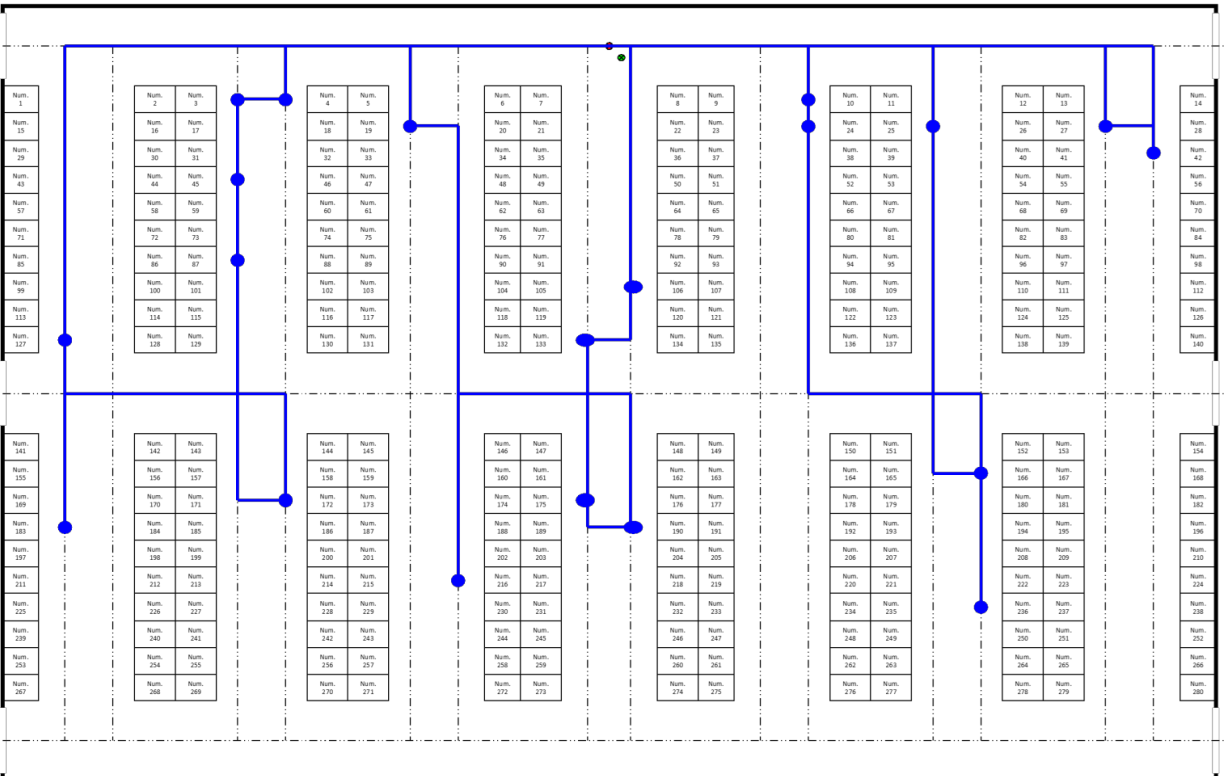 Num. Num. Num. Num. Num. Num. Num. Num. Num. Num. Num. Num. Num. Num.
1 2 3 4 5 6 7 8 9 10 11 12 13 14
Num. Num. Num. Num. Num. Num. Num. Num. Num. Num. Num. Num. Num. Num.
15 16 17 18 19 20 21 22 23 24 25 26 27 28
Num. Num. Num. Num. Num. Num. Num. Num. Num. Num. Num. Num. Num. Num.
29 30 31 32 33 34 35 36 37 38 39 40 41 42
Num. Num. Num. Num. Num. Num. Num. Num. Num. Num. Num. Num. Num. Num.
43 44 45 46 47 48 49 50 51 52 53 54 55 56
Num. Num. Num. Num. Num. Num. Num. Num. Num. Num. Num. Num. Num. Num.
57 58 59 60 61 62 63 64 65 66 67 68 69 70
Num. Num. Num. Num. Num. Num. Num. Num. Num. Num. Num. Num. Num. Num.
71 72 73 74 75 76 77 78 79 80 81 82 83 84
Num. Num. Num. Num. Num. Num. Num. Num. Num. Num. Num. Num. Num. Num.
85 86 87 88 89 90 91 92 93 94 95 96 97 98
Num. Num. Num. Num. Num. Num. Num. Num. Num. Num. Num. Num. Num. Num.
99 100 101 102 103 104 105 106 107 108 109 110 111 112
Num. Num. Num. Num. Num. Num. Num. Num. Num. Num. Num. Num. Num. Num.
113 114 115 116 117 118 119 120 121 122 123 124 125 126
Num. Num. Num. Num. Num. Num. Num. Num. Num. Num. Num. Num. Num. Num.
127 128 129 130 131 132 133 134 135 136 137 138 139 140
Num. Num. Num. Num. Num. Num. Num. Num. Num. Num. Num. Num. Num. Num.
141 142 143 144 145 146 147 148 149 150 151 152 153 154
Num. Num. Num. Num. Num. Num. Num. Num. Num. Num. Num. Num. Num. Num.
155 156 157 158 159 160 161 162 163 164 165 166 167 168
Num. Num. Num. Num. Num. Num. Num. Num. Num. Num. Num. Num. Num. Num.
169 170 171 172 173 174 175 176 177 178 179 180 181 182
Num. Num. Num. Num. Num. Num. Num. Num. Num. Num. Num. Num. Num. Num.
183 184 185 186 187 188 189 190 191 192 193 194 195 196
Num. Num. Num. Num. Num. Num. Num. Num. Num. Num. Num. Num. Num. Num.
197 198 199 200 201 202 203 204 205 206 207 208 209 210
Num. Num. Num. Num. Num. Num. Num. Num. Num. Num. Num. Num. Num. Num.
211 212 213 214 215 216 217 218 219 220 221 222 223 224
Num. Num. Num. Num. Num. Num. Num. Num. Num. Num. Num. Num. Num. Num.
225 226 227 228 229 230 231 232 233 234 235 236 237 238
Num. Num. Num. Num. Num. Num. Num. Num. Num. Num. Num. Num. Num. Num.
239 240 241 242 243 244 245 246 247 248 249 250 251 252
Num. Num. Num. Num. Num. Num. Num. Num. Num. Num. Num. Num. Num. Num.
253 254 255 256 257 258 259 260 261 262 263 264 265 266
Num. Num. Num. Num. Num. Num. Num. Num. Num. Num. Num. Num. Num. Num.
267 268 269 270 271 272 273 274 275 276 277 278 279 280